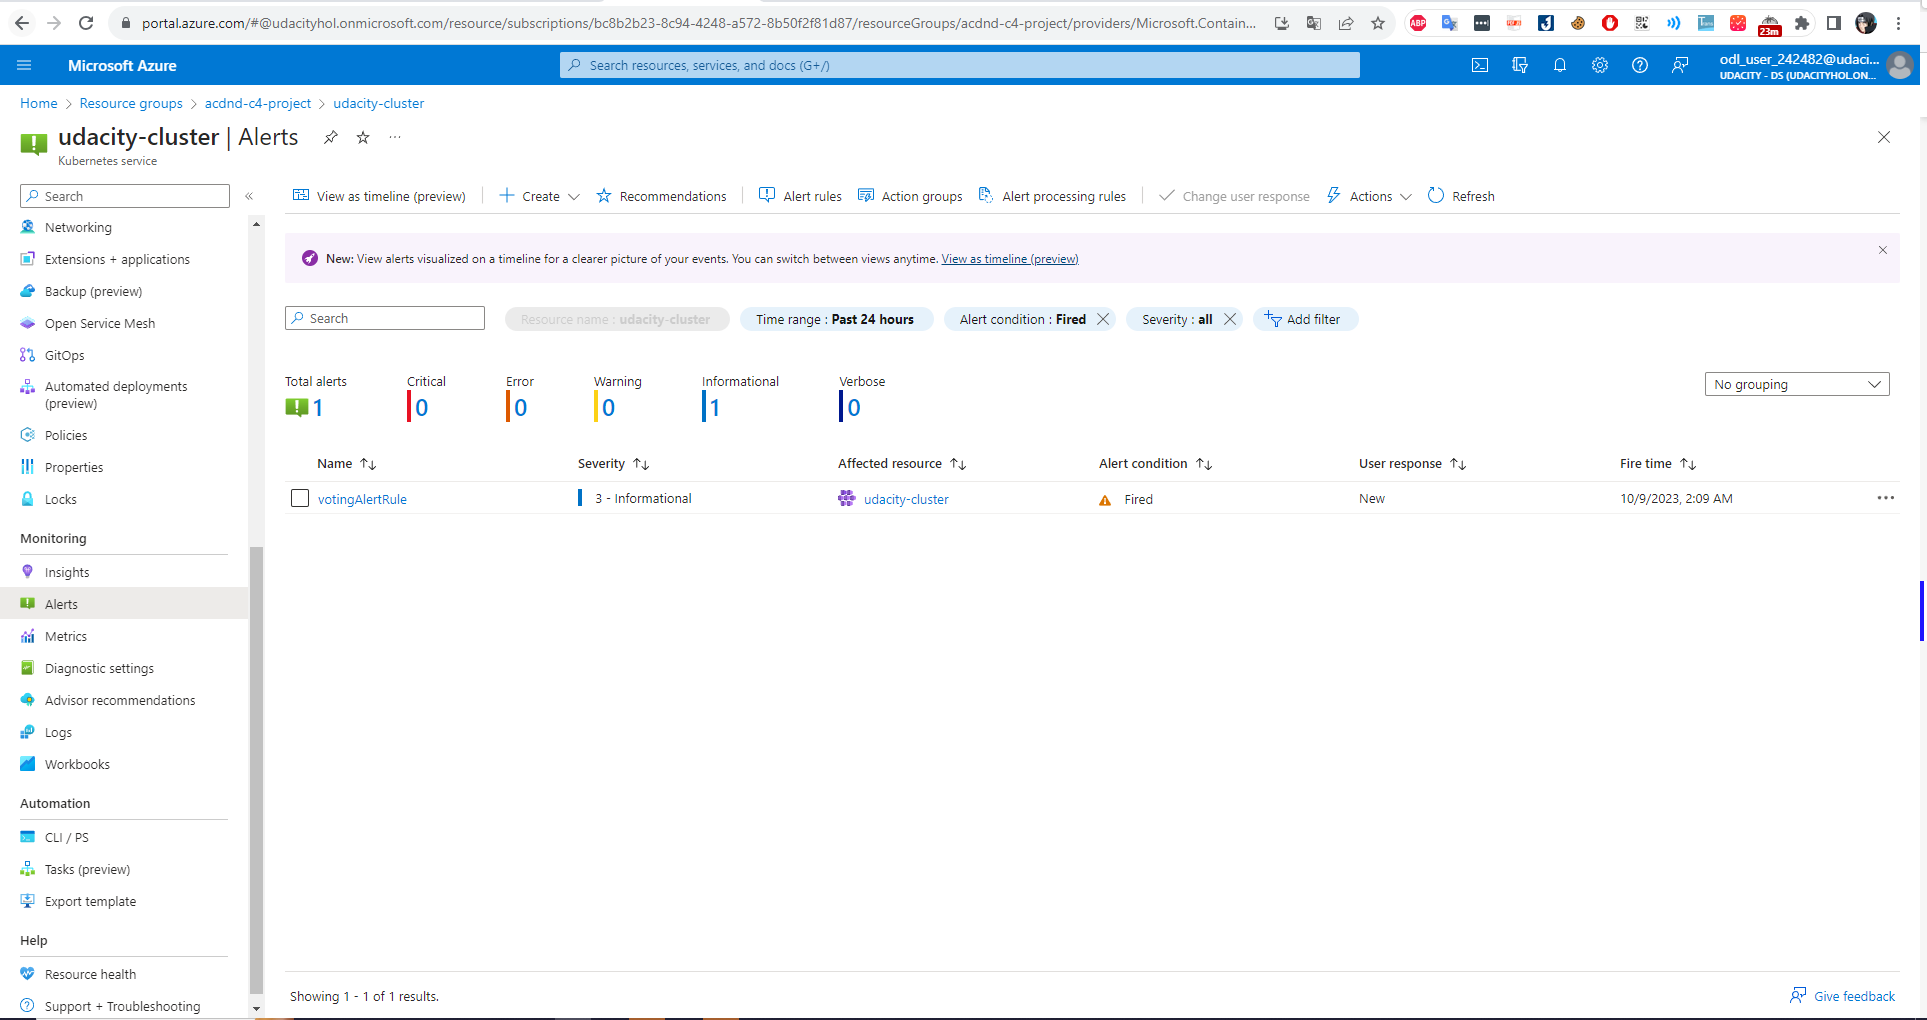 portal.azure.com/#@udacityhol.onmicrosoft.com/resource/subscriptions/bc8b2b23-8c94-4248-a572-8b50f2f81d87/resourceGroups/acdnd-c4-project/providers/Microsoft.Contain...
ABP
23m
Microsoft Azure
Search resources, services, and docs (G+/)
odl_user_242482@udaci...
UDACITY - DS (UDACITYHOL.ON...
Home > Resource groups > acdnd-c4-project > udacity-cluster
udacity-cluster | Alerts
Kubernetes service
Search
View as timeline (preview) Create Recommendations Alert rules Action groups Alert processing rules Change user response Actions Refresh
Networking
Extensions + applications
Backup (preview)
Open Service Mesh
GitOps
Automated deployments
(preview)
Policies
Properties
Locks
Monitoring
Insights
Alerts
Metrics
Diagnostic settings
Advisor recommendations
Logs
Workbooks
Automation
CLI / PS
Tasks (preview)
Export template
Help
Resource health
Support + Troubleshooting
New: View alerts visualized on a timeline for a clearer picture of your events. You can switch between views anytime. View as timeline (preview)
Search
Resource name : udacity-cluster
Time range : Past 24 hours
Alert condition : Fired
Severity : all
Add filter
Total alerts Critical Error Warning Informational Verbose
1 0 0 0 1 0
No grouping
Name Severity Affected resource Alert condition User response Fire time
votingAlertRule 3 - Informational udacity-cluster Fired New 10/9/2023, 2:09 AM
Showing 1 - 1 of 1 results.
Give feedback